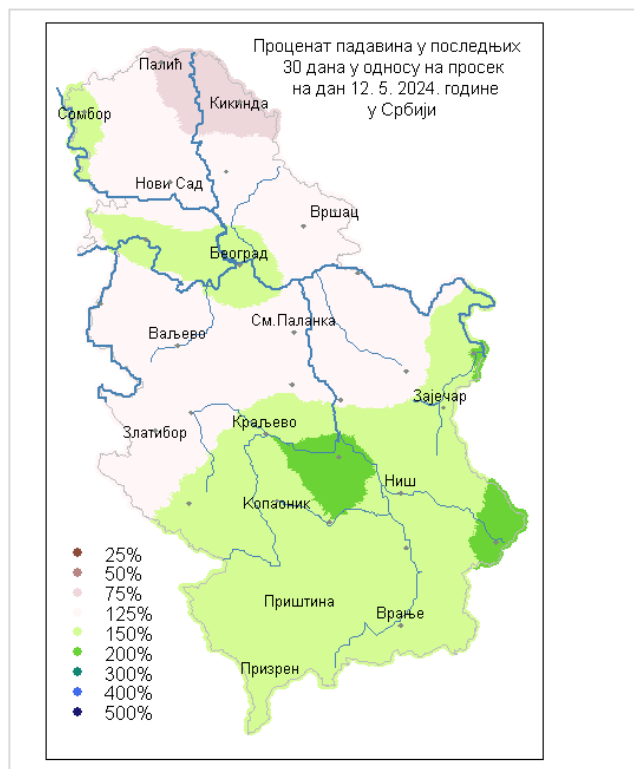 Проценат падавина у последњих
30 дана у односу на просек
на дан 12. 5. 2024. године
у Србији
Палић
Кикинда
Сомбор
Нови Сад
Вршац
Београд
См.Паланка
Ваљево
Зајечар
Краљево
Златибор
Ниш
Копаоник
Приштина
Врање
Призрен
25%
50%
75%
125%
150%
200%
300%
400%
500%